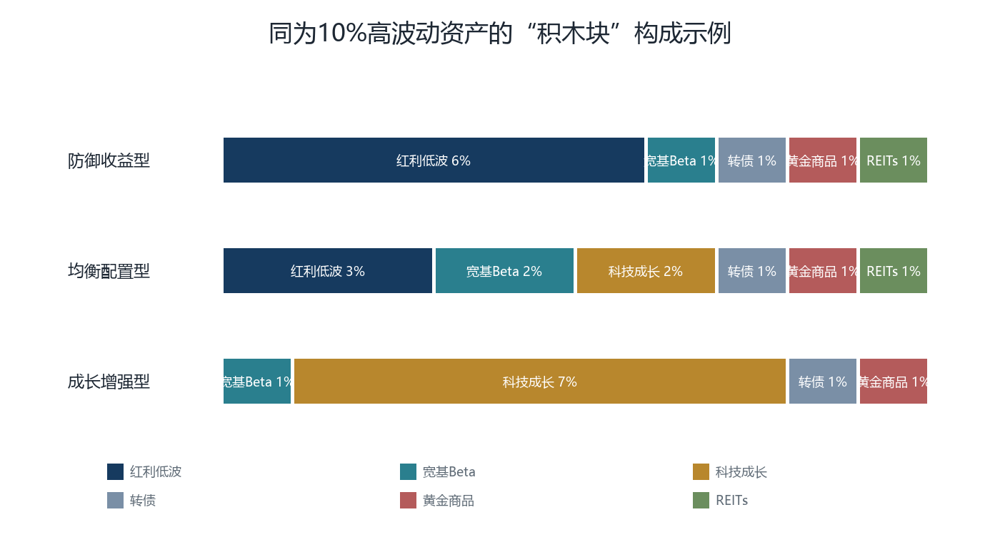 同为10%高波动资产的“积木块”构成示例
防御收益型
红利低波 6%
宽基Beta 1%
转债 1%
黄金商品 1%
REITs 1%
均衡配置型
红利低波 3%
宽基Beta 2%
科技成长 2%
转债 1%
黄金商品 1%
REITs 1%
成长增强型
宽基Beta 1%
科技成长 7%
转债 1%
黄金商品 1%
红利低波
宽基Beta
科技成长
转债
黄金商品
REITs